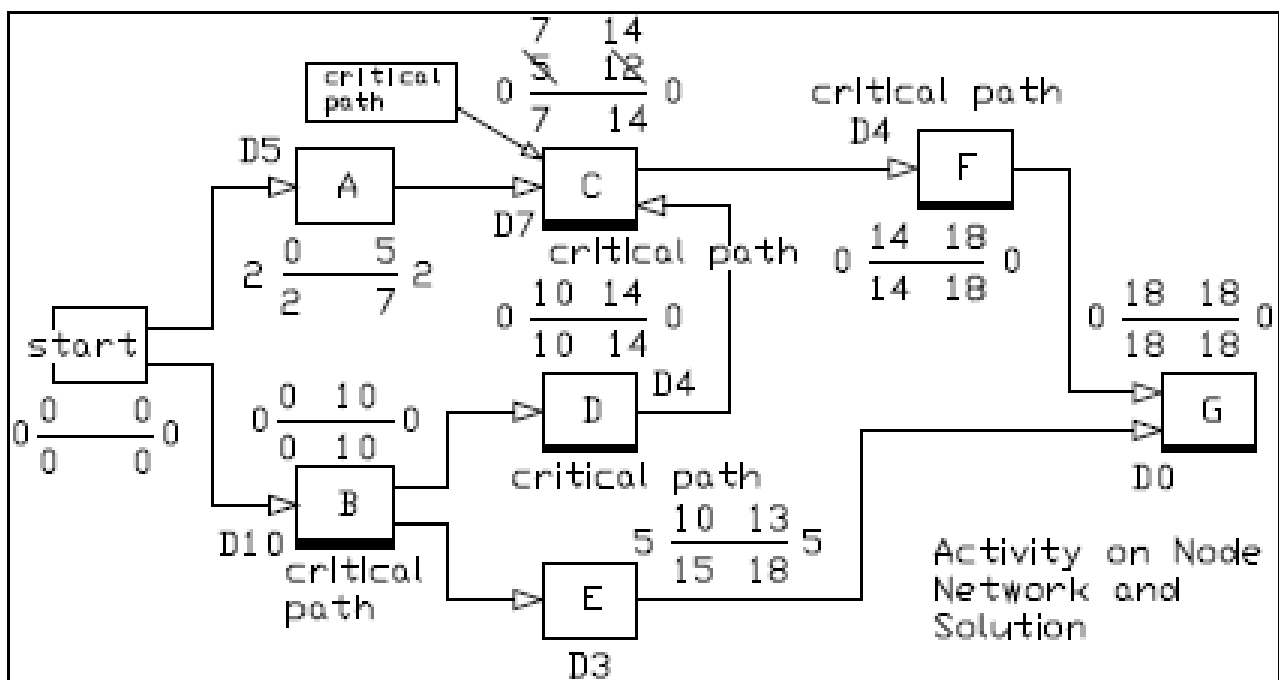 7 14
5 12
0 0
7 14
critical
path
critical path
D5
D4
A
C
F
D7
critical path
0 5
2 2
2 7
14 18
0 0
14 18
10 14
0 0
10 14
18 18
0 0
18 18
start
0 0
0 0
0 0
0 10
0 0
0 10
D
D4
G
critical path
D0
B
D10
critical
path
10 13
5 5
15 18
E
D3
Activity on Node
Network and
Solution